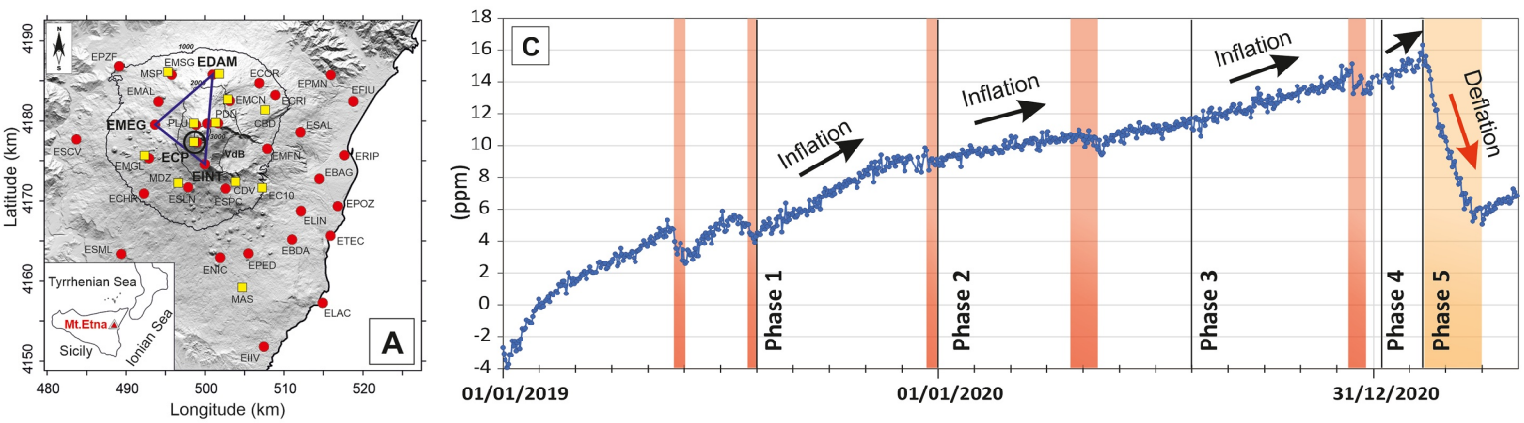 4190
4180
4170
4160
4150
Latitude (km)
N
1000
EPZF
EMSG
EDAM
MSP
ECOR
EPMN
2000
EMAL
EMCN
ECRI
EFIU
PDG
CBD
EMEG
PLU
ESAL
3000
ESCV
ECP
VdB
EMFN
ERIP
EMGL
EINT
EBAG
MDZ
ECHR
ESLN
ESPC
CDV
EC10
EPOZ
ELIN
ETEC
ESML
EBDA
ENIC
EPED
Tyrrhenian Sea
MAS
ELAC
Mt.Etna
Sicily
Ionian Sea
EIIV
A
480
490
500
510
520
Longitude (km)
C
(ppm)
18
16
14
12
10
8
6
4
2
0
-2
-4
Inflation
Inflation
Inflation
Deflation
Phase 1
Phase 2
Phase 3
Phase 4
Phase 5
01/01/2019
01/01/2020
31/12/2020